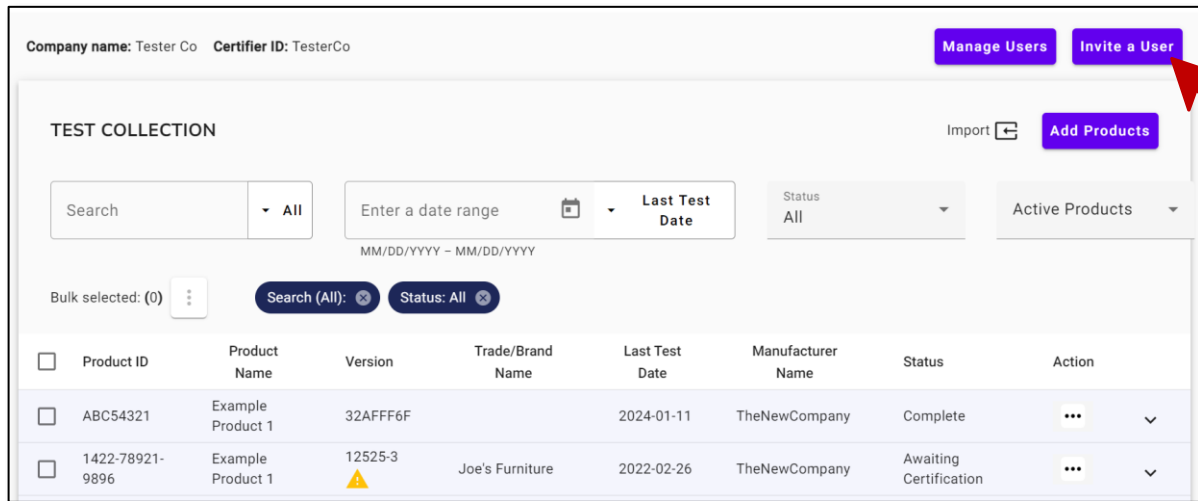 Company name: Tester Co Certifier ID: TesterCo Manage Users Invite a User
TEST COLLECTION Import Add Products
Search All Enter a date range Last Test Date Status All Active Products
MM/DD/YYYY – MM/DD/YYYY
Bulk selected: (0) Search (All): Status: All
Product ID Product Name Version Trade/Brand Name Last Test Date Manufacturer Name Status Action
ABC54321 Example Product 1 32AFFF6F 2024-01-11 TheNewCompany Complete
1422-78921-9896 Example Product 1 12525-3 Joe's Furniture 2022-02-26 TheNewCompany Awaiting Certification